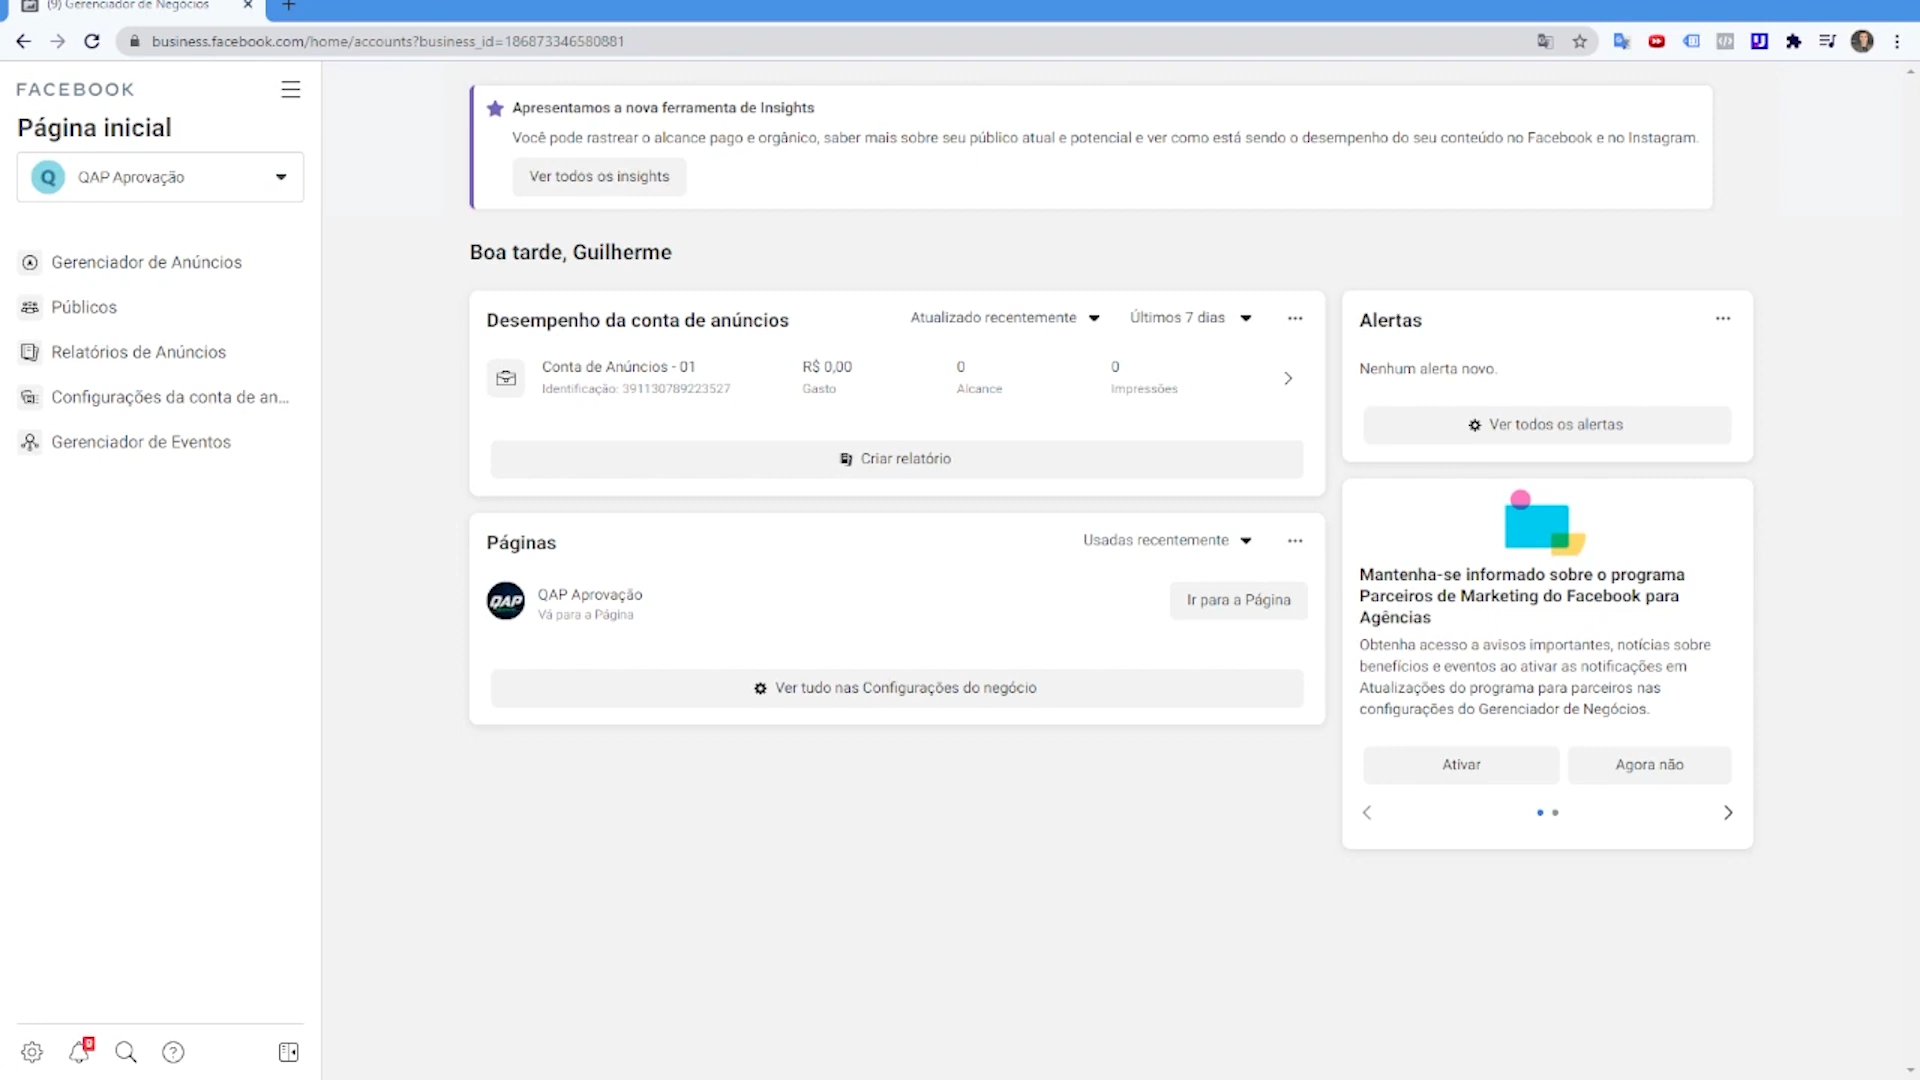 (9) Gerenciador de Negócios
business.facebook.com/home/accounts?business_id=186873346580881
FACEBOOK
Página inicial
Q QAP Aprovação
Gerenciador de Anúncios
Públicos
Relatórios de Anúncios
Configurações da conta de an...
Gerenciador de Eventos
Apresentamos a nova ferramenta de Insights
Você pode rastrear o alcance pago e orgânico, saber mais sobre seu público atual e potencial e ver como está sendo o desempenho do seu conteúdo no Facebook e no Instagram.
Ver todos os insights
Boa tarde, Guilherme
Desempenho da conta de anúncios
Atualizado recentemente
Últimos 7 dias
Conta de Anúncios - 01
R$ 0,00
0
0
Identificação: 391130789223527
Gasto
Alcance
Impressões
Criar relatório
Páginas
Usadas recentemente
QAP
QAP Aprovação
Vá para a Página
Ir para a Página
Ver tudo nas Configurações do negócio
Alertas
Nenhum alerta novo.
Ver todos os alertas
Mantenha-se informado sobre o programa
Parceiros de Marketing do Facebook para
Agências
Obtenha acesso a avisos importantes, notícias sobre
benefícios e eventos ao ativar as notificações em
Atualizações do programa para parceiros nas
configurações do Gerenciador de Negócios.
Ativar
Agora não